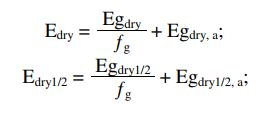 E_dry = Eg_dry / f_g + Eg_dry, a;
E_dry1/2 = Eg_dry1/2 / f_g + Eg_dry1/2, a;